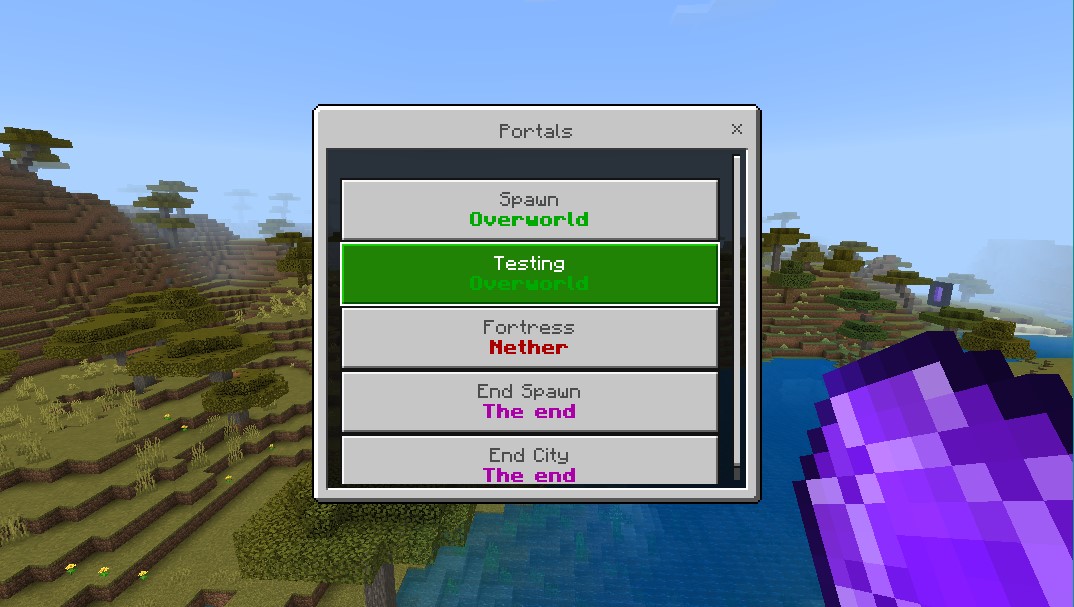 Portals
Spawn
Overworld
Testing
Overworld
Fortress
Nether
End Spawn
The end
End City
The end